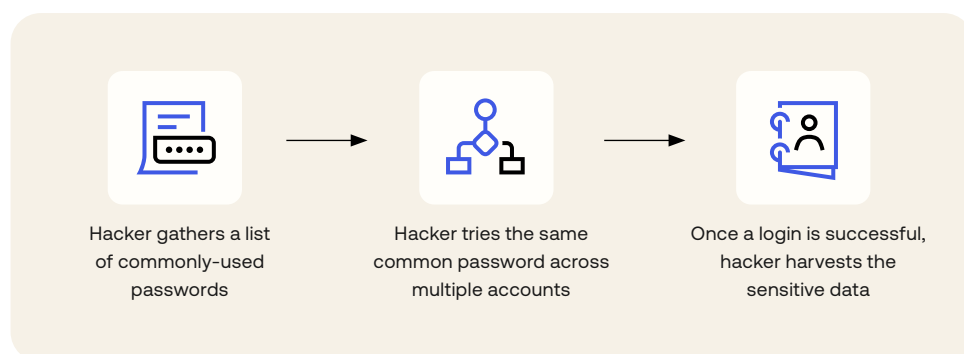 Hacker gathers a list
of commonly-used
passwords
Hacker tries the same
common password across
multiple accounts
Once a login is successful,
hacker harvests the
sensitive data